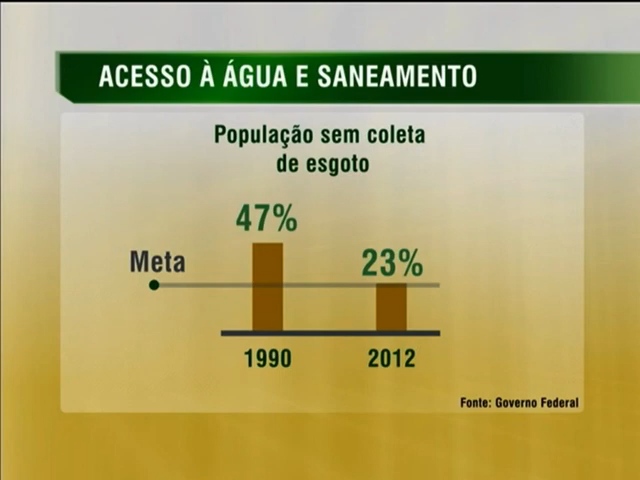 ACESSO À ÁGUA E SANEAMENTO
População sem coleta
de esgoto
47%
Meta
23%
1990
2012
Fonte: Governo Federal